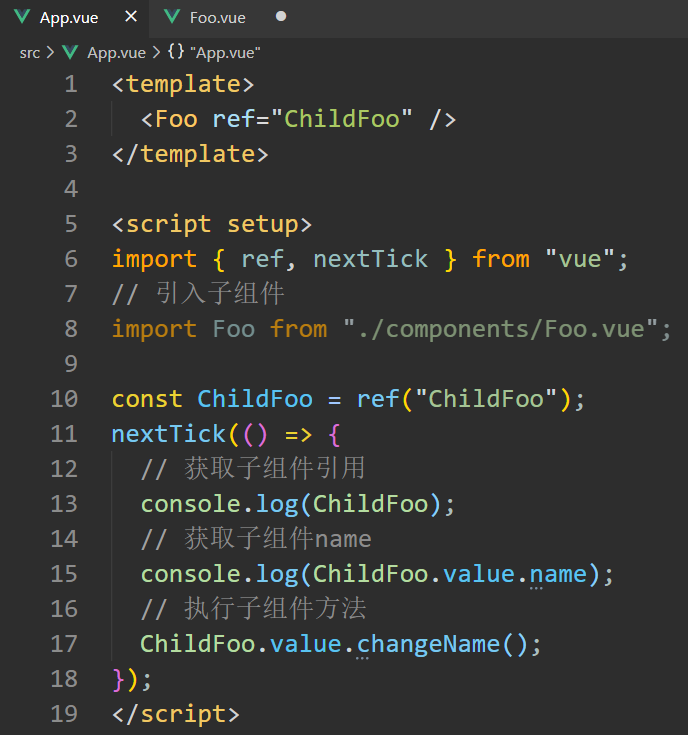 App.vue × Foo.vue ●
src > App.vue > {} "App.vue"
1 <template>
2   <Foo ref="ChildFoo" />
3 </template>
4
5 <script setup>
6 import { ref, nextTick } from "vue";
7 // 引入子组件
8 import Foo from "./components/Foo.vue";
9
10 const ChildFoo = ref("ChildFoo");
11 nextTick(() => {
12   // 获取子组件引用
13   console.log(ChildFoo);
14   // 获取子组件name
15   console.log(ChildFoo.value.name);
16   // 执行子组件方法
17   ChildFoo.value.changeName();
18 });
19 </script>